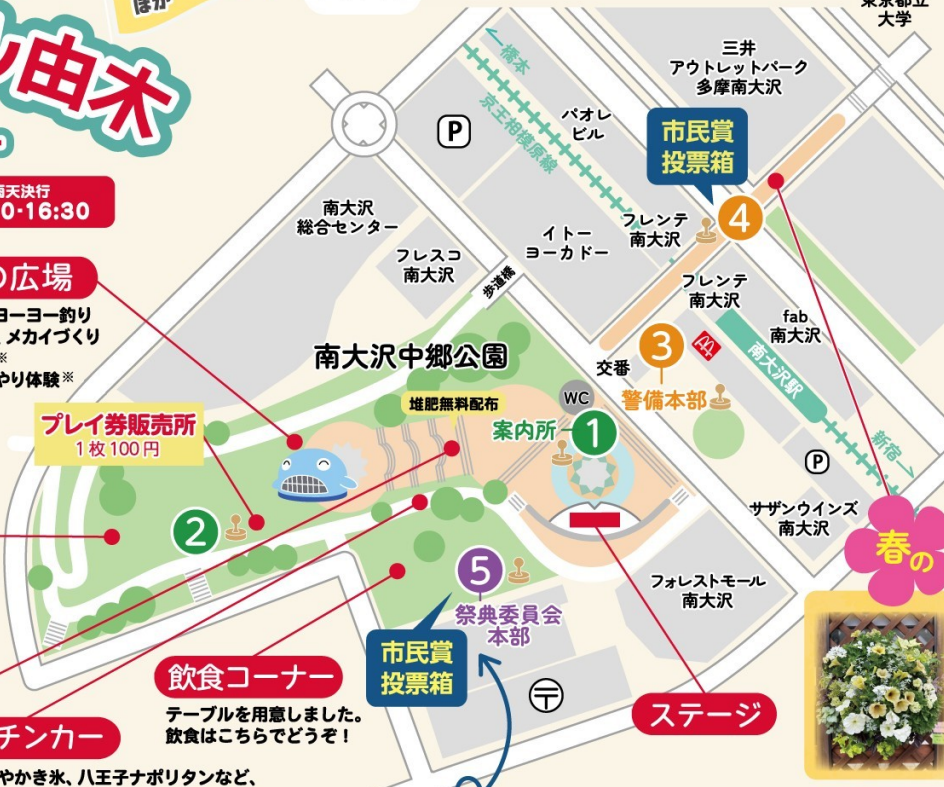 ほか
東京都立
大学
由木
橋本
京王相模原線
三井
アウトレットパーク
多摩南大沢
P
パオレ
ビル
市民賞
投票箱
雨天決行
0-16:30
南大沢
総合センター
フレンテ
南大沢
4
イトー
ヨーカドー
の広場
フレスコ
南大沢
歩道橋
フレンテ
南大沢
ヨーヨー釣り
メカイづくり
※
やり体験※
fab
南大沢
南大沢中郷公園
交番
3
南大沢駅
警備本部
堆肥無料配布
WC
プレイ券販売所
1枚100円
案内所
1
新宿
P
サザンウインズ
南大沢
2
春の
5
祭典委員会
本部
フォレストモール
南大沢
市民賞
投票箱
飲食コーナー
テーブルを用意しました。
飲食はこちらでどうぞ！
〒
ステージ
チンカー
やかき氷、八王子ナポリタンなど、